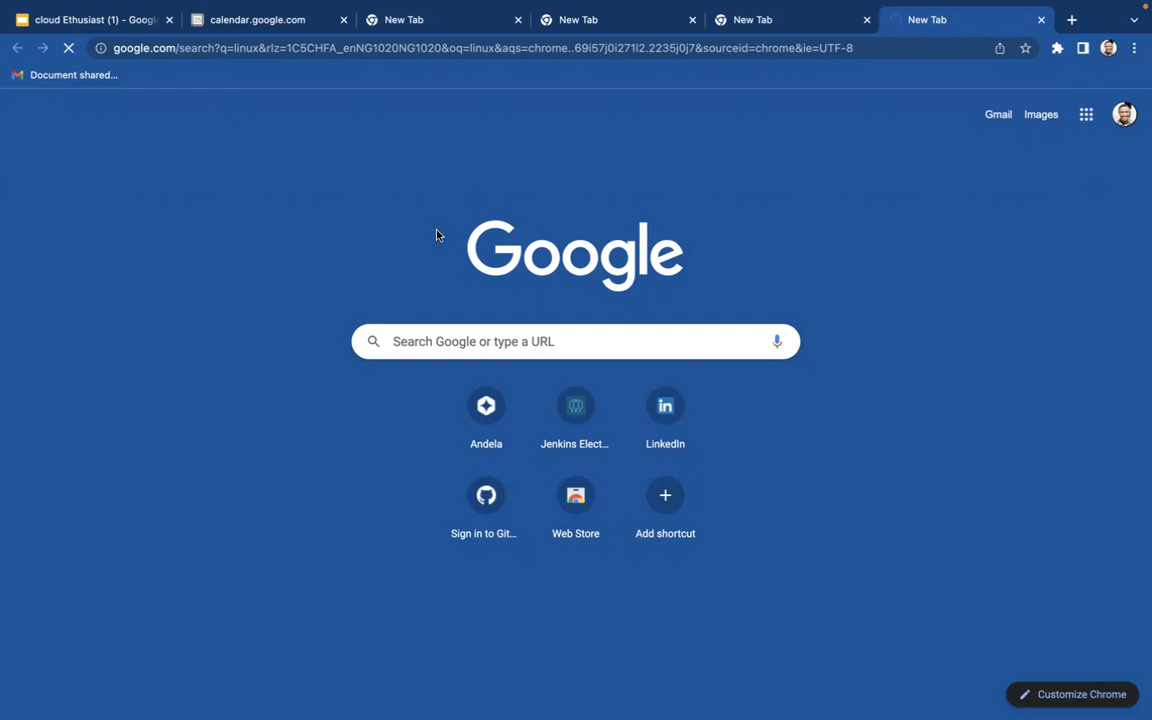 cloud Ethusiast (1) - Googl
calendar.google.com
New Tab
New Tab
New Tab
New Tab
google.com/search?q=linux&rlz=1C5CHFA_enNG1020NG1020&oq=linux&aqs=chrome..69i57j0i271l2.2235j0j7&sourceid=chrome&ie=UTF-8
Document shared...
Gmail
Images
Google
Search Google or type a URL
Andela
Jenkins Elect...
LinkedIn
Sign in to Git...
Web Store
Add shortcut
Customize Chrome